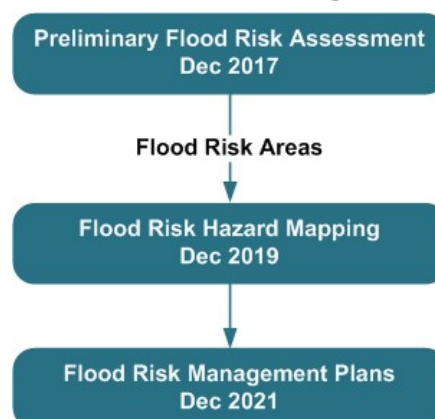 Preliminary Flood Risk Assessment
Dec 2017
Flood Risk Areas
Flood Risk Hazard Mapping
Dec 2019
Flood Risk Management Plans
Dec 2021